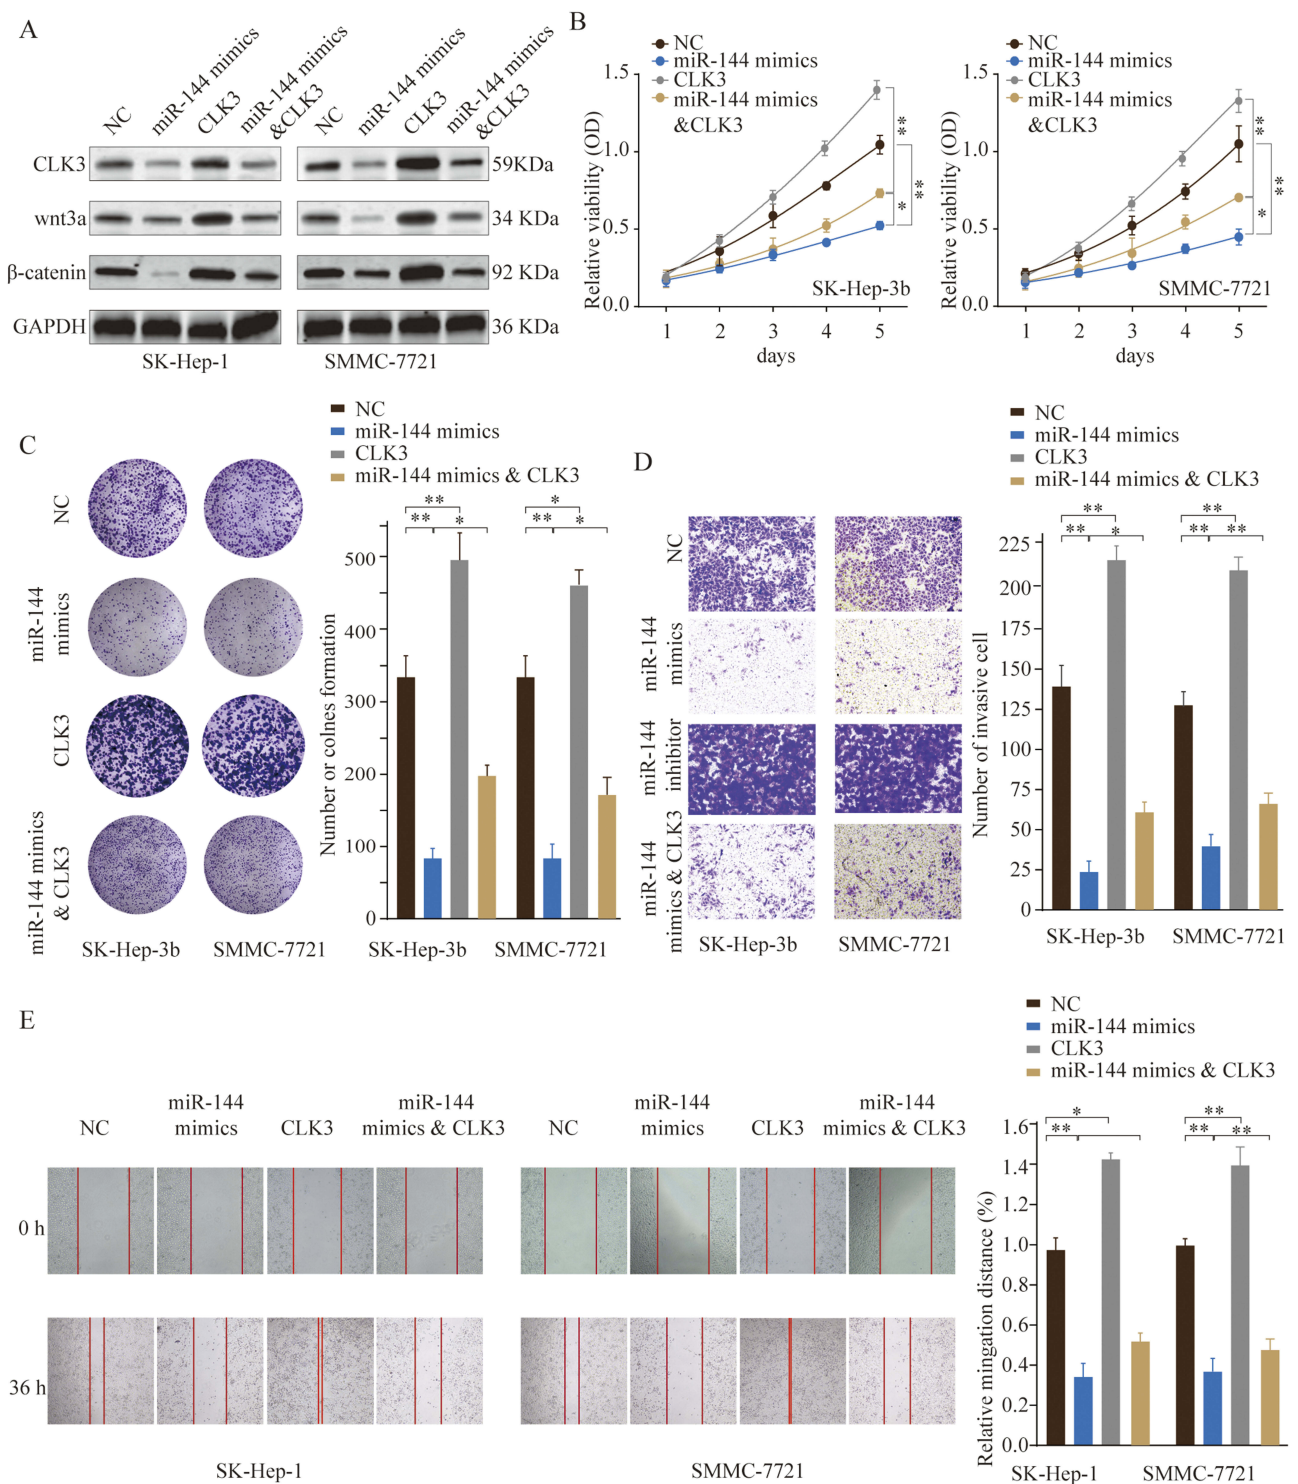 A
NC
miR-144 mimics
CLK3
miR-144 mimics
&CLK3
NC
miR-144 mimics
CLK3
miR-144 mimics
&CLK3
CLK3
59KDa
wnt3a
34 KDa
β-catenin
92 KDa
GAPDH
36 KDa
SK-Hep-1
SMMC-7721
B
NC
miR-144 mimics
CLK3
miR-144 mimics
&CLK3
Relative viability (OD)
1.5
1.0
0.5
0.0
1 2 3 4 5
days
SK-Hep-3b
**
**
*
NC
miR-144 mimics
CLK3
miR-144 mimics
&CLK3
Relative viability (OD)
1.5
1.0
0.5
0.0
1 2 3 4 5
days
SMMC-7721
**
**
*
C
NC
miR-144
mimics
CLK3
miR-144 mimics
& CLK3
SK-Hep-3b
SMMC-7721
NC
miR-144 mimics
CLK3
miR-144 mimics & CLK3
** *
** * ** *
Number or colnes formation
500
400
300
200
100
0
SK-Hep-3b
SMMC-7721
D
NC
miR-144
mimics
miR-144
inhibitor
miR-144
mimics & CLK3
SK-Hep-3b
SMMC-7721
NC
miR-144 mimics
CLK3
miR-144 mimics & CLK3
** **
** * ** **
Number of invasive cell
225
200
175
150
125
200
75
50
25
0
SK-Hep-3b
SMMC-7721
E
NC
miR-144
mimics
CLK3
miR-144
mimics & CLK3
NC
miR-144
mimics
CLK3
miR-144
mimics & CLK3
0 h
36 h
SK-Hep-1
SMMC-7721
NC
miR-144 mimics
CLK3
miR-144 mimics & CLK3
* **
** ** **
Relative mingation distance (%)
1.6
1.4
1.2
1.0
0.8
0.6
0.4
0.2
0.0
SK-Hep-1
SMMC-7721